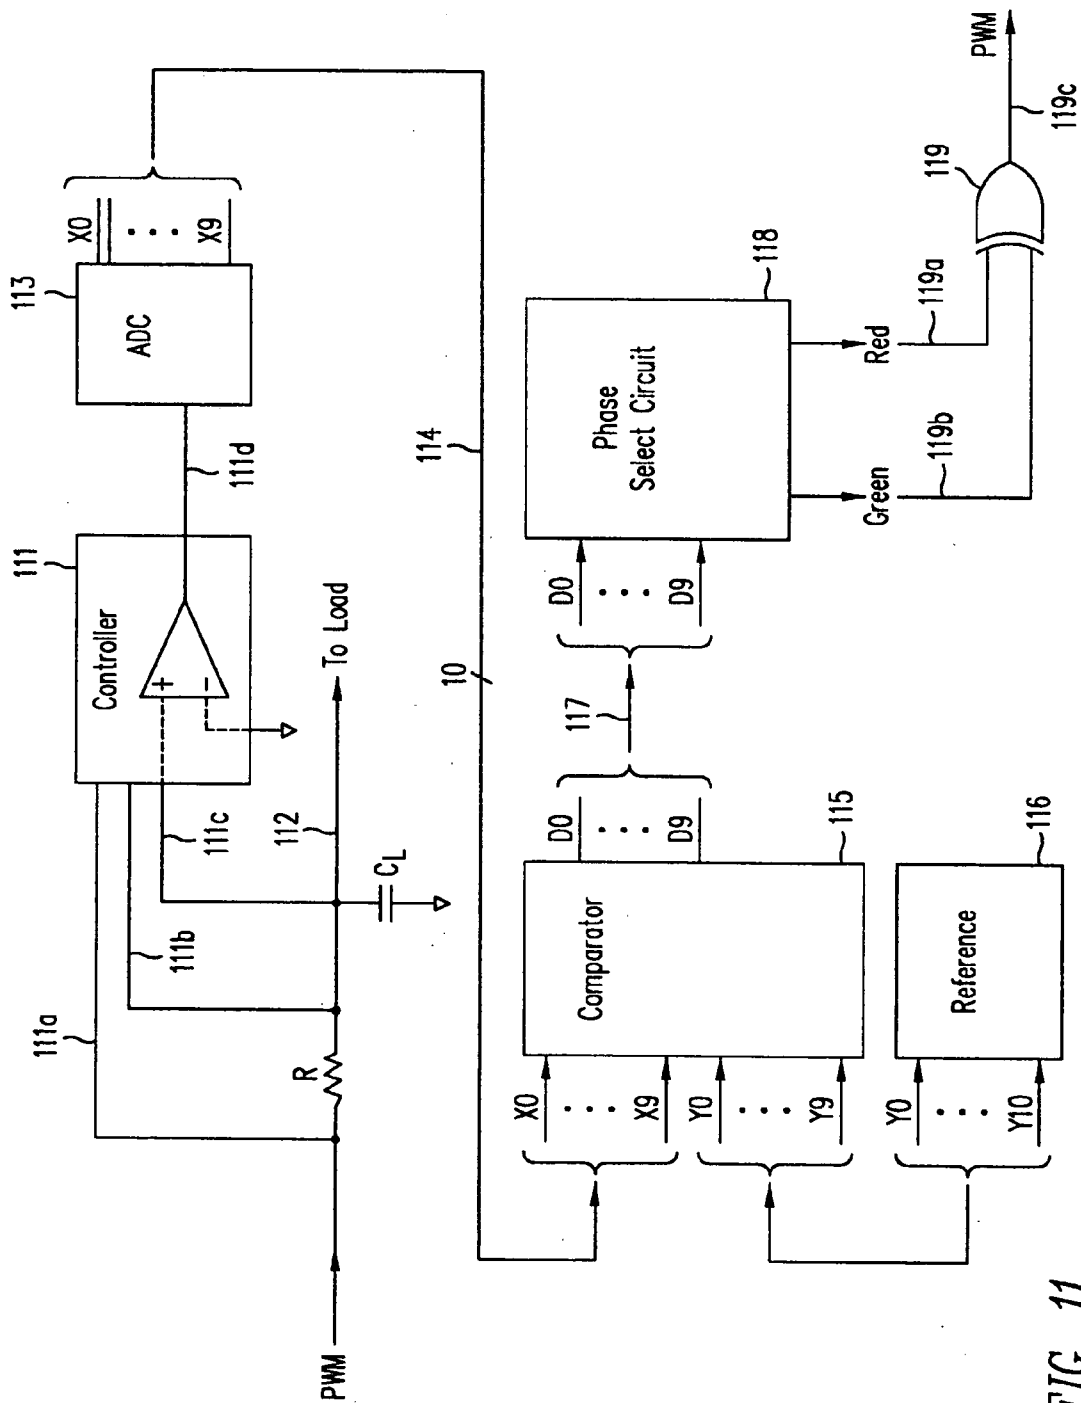 111
113
Controller
+
−
ADC
X0
• • •
X9
111d
111a
111b
111c
112
To Load
PWM
R
CL
114
10
X0
• • •
X9
Y0
• • •
Y9
Comparator
115
D0
• • •
D9
117
D0
• • •
D9
Phase
Select Circuit
118
Red
Green
119a
119b
119
PWM
119c
Y0
• • •
Y10
Reference
116
FIG. 11